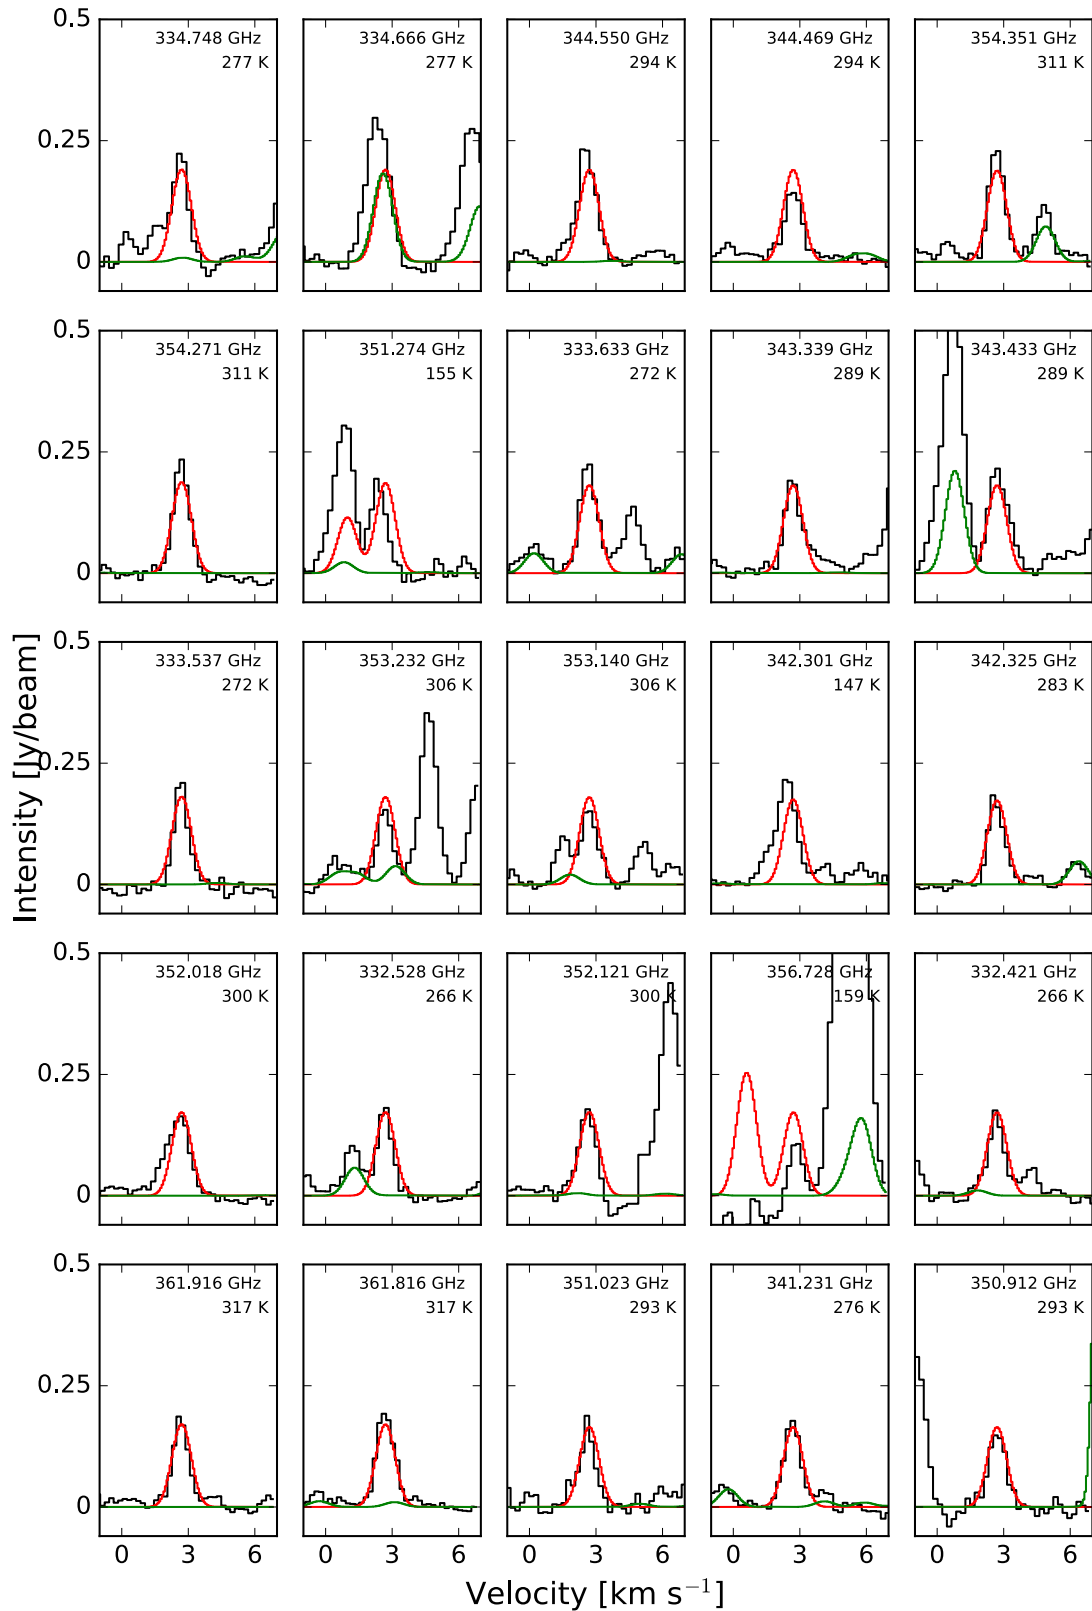 0.5
334.748 GHz
277 K
334.666 GHz
277 K
344.550 GHz
294 K
344.469 GHz
294 K
354.351 GHz
311 K
0.25
0
0.5
354.271 GHz
311 K
351.274 GHz
155 K
333.633 GHz
272 K
343.339 GHz
289 K
343.433 GHz
289 K
0.25
0
0.5
333.537 GHz
272 K
353.232 GHz
306 K
353.140 GHz
306 K
342.301 GHz
147 K
342.325 GHz
283 K
0.25
0
Intensity [Jy/beam]
0.5
352.018 GHz
300 K
332.528 GHz
266 K
352.121 GHz
300 K
356.728 GHz
159 K
332.421 GHz
266 K
0.25
0
0.5
361.916 GHz
317 K
361.816 GHz
317 K
351.023 GHz
293 K
341.231 GHz
276 K
350.912 GHz
293 K
0.25
0
0 3 6 0 3 6 0 3 6 0 3 6 0 3 6
Velocity [km s⁻¹]